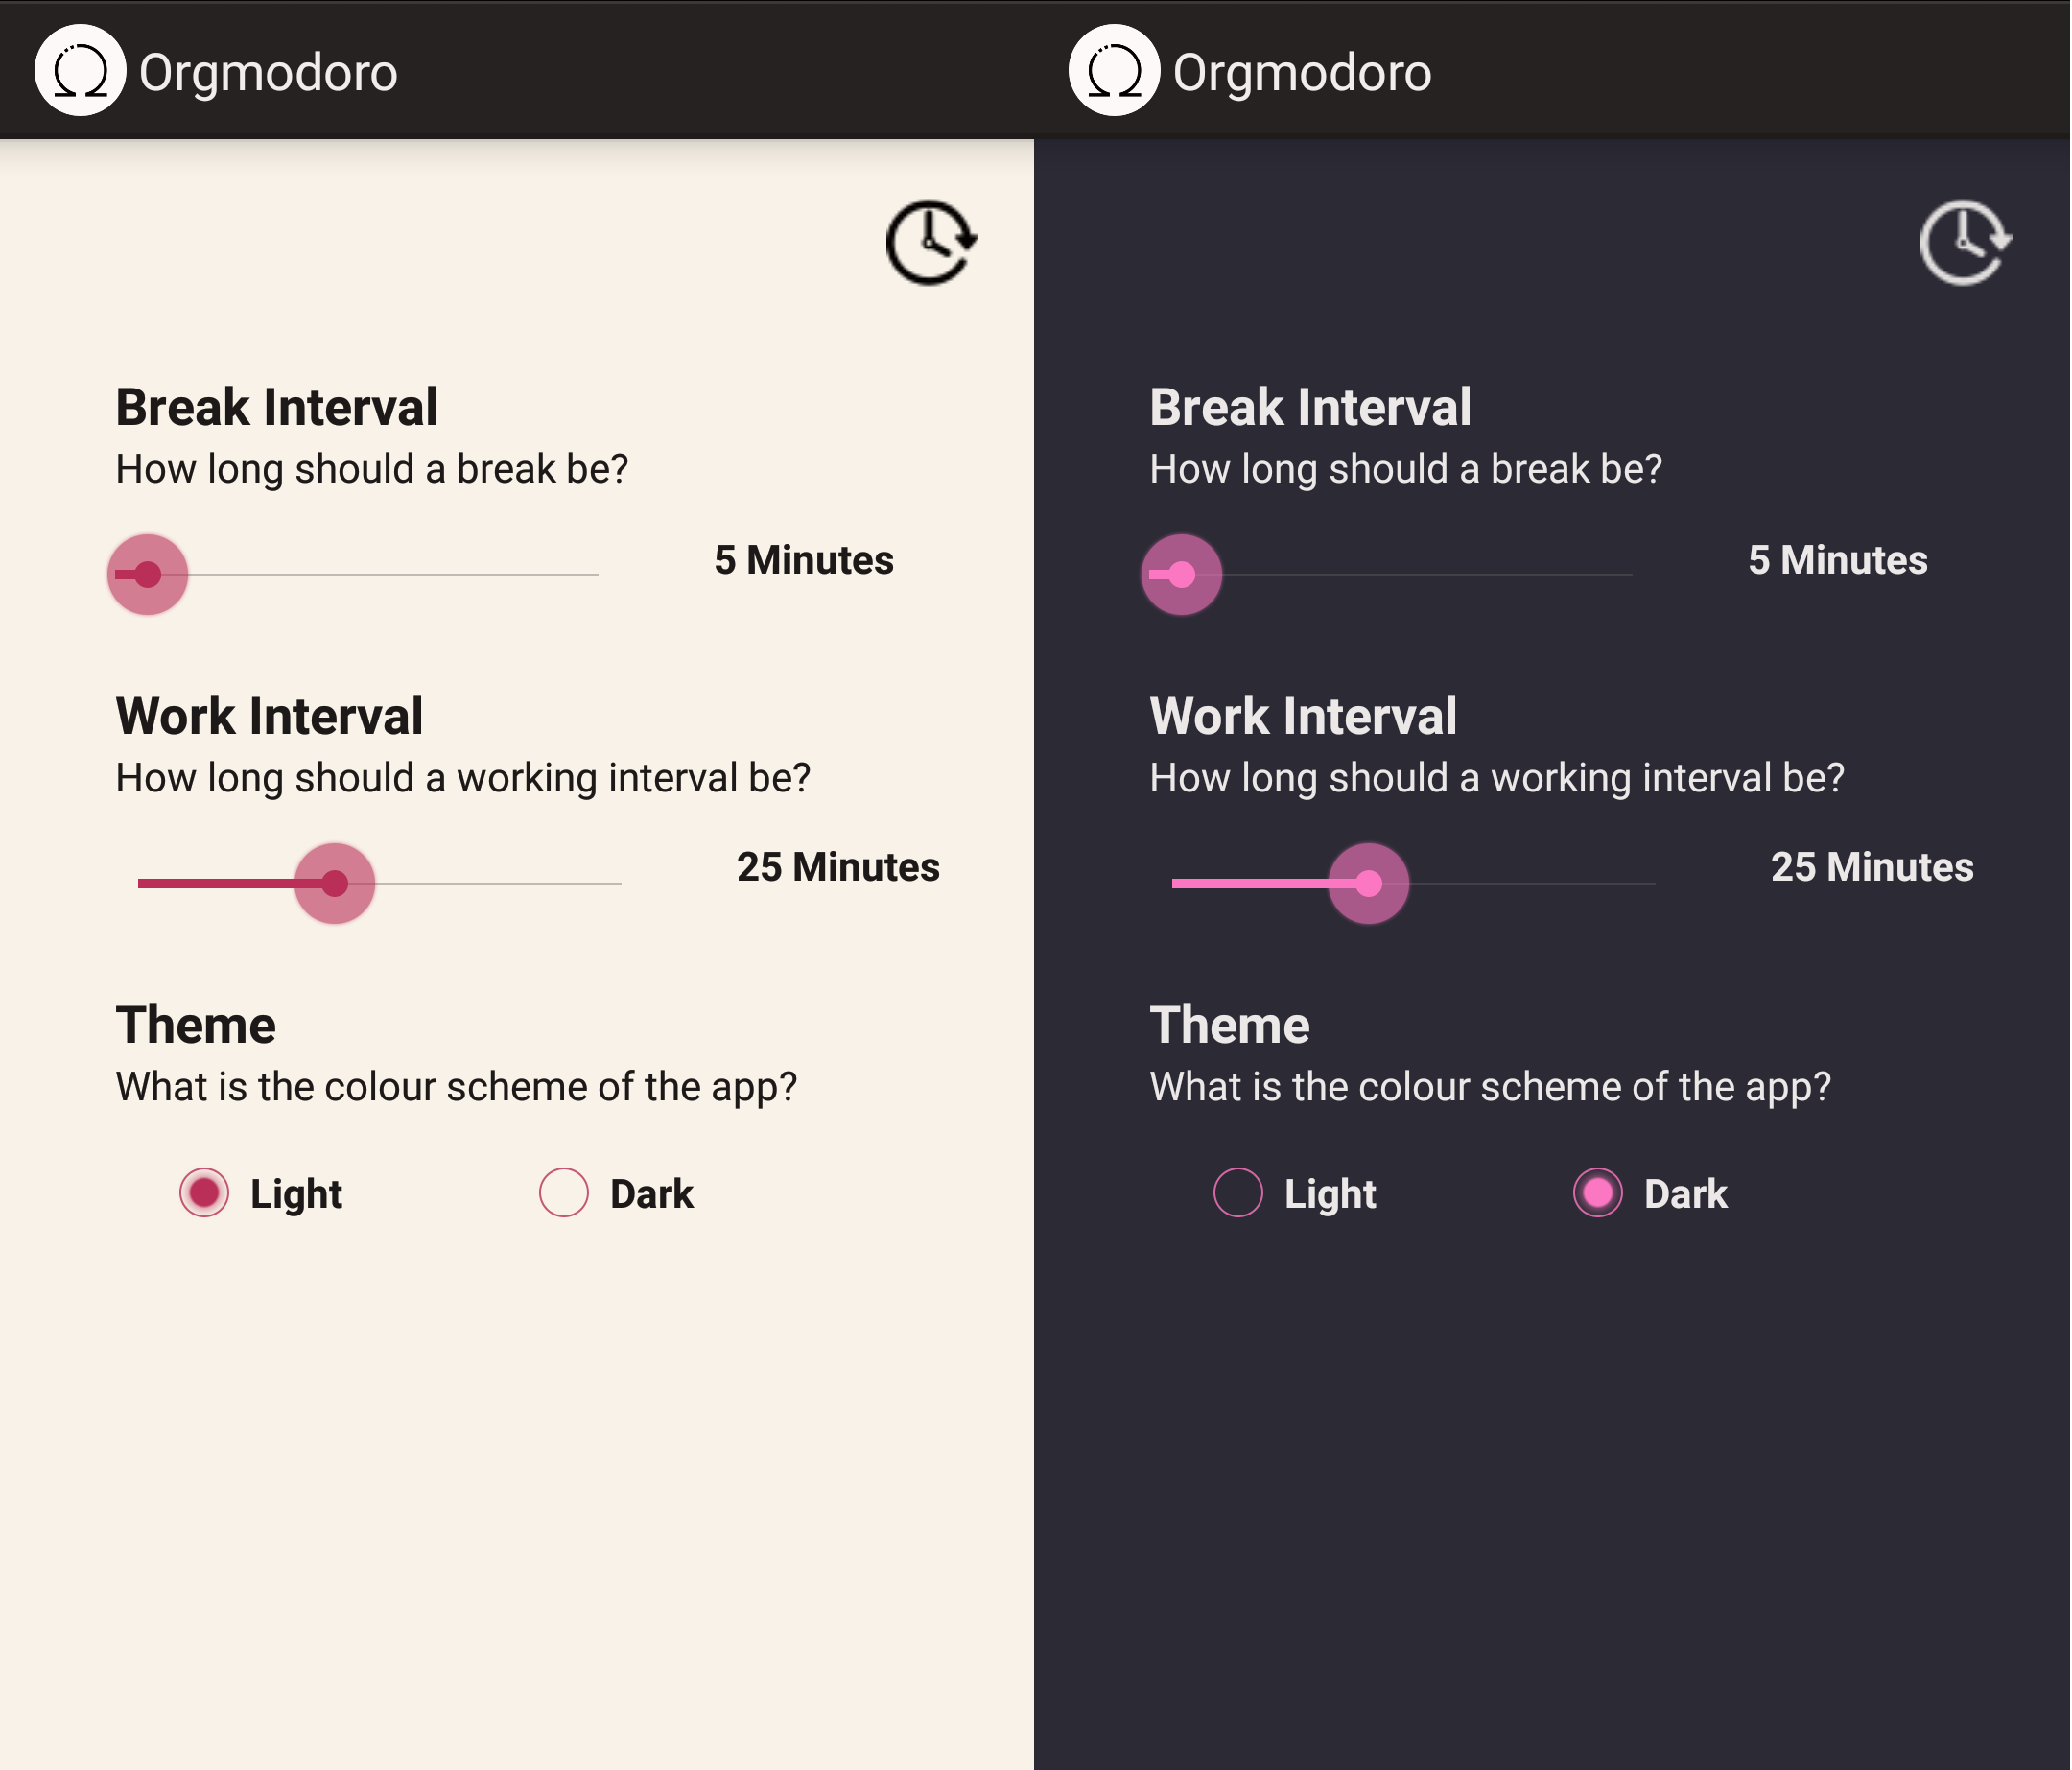 Orgmodoro
Break Interval
How long should a break be?
5 Minutes
Work Interval
How long should a working interval be?
25 Minutes
Theme
What is the colour scheme of the app?
Light
Dark
Orgmodoro
Break Interval
How long should a break be?
5 Minutes
Work Interval
How long should a working interval be?
25 Minutes
Theme
What is the colour scheme of the app?
Light
Dark